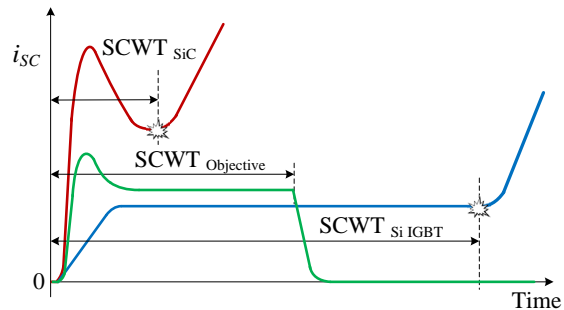 SCWT SiC
i_SC
SCWT Objective
SCWT Si IGBT
0
Time